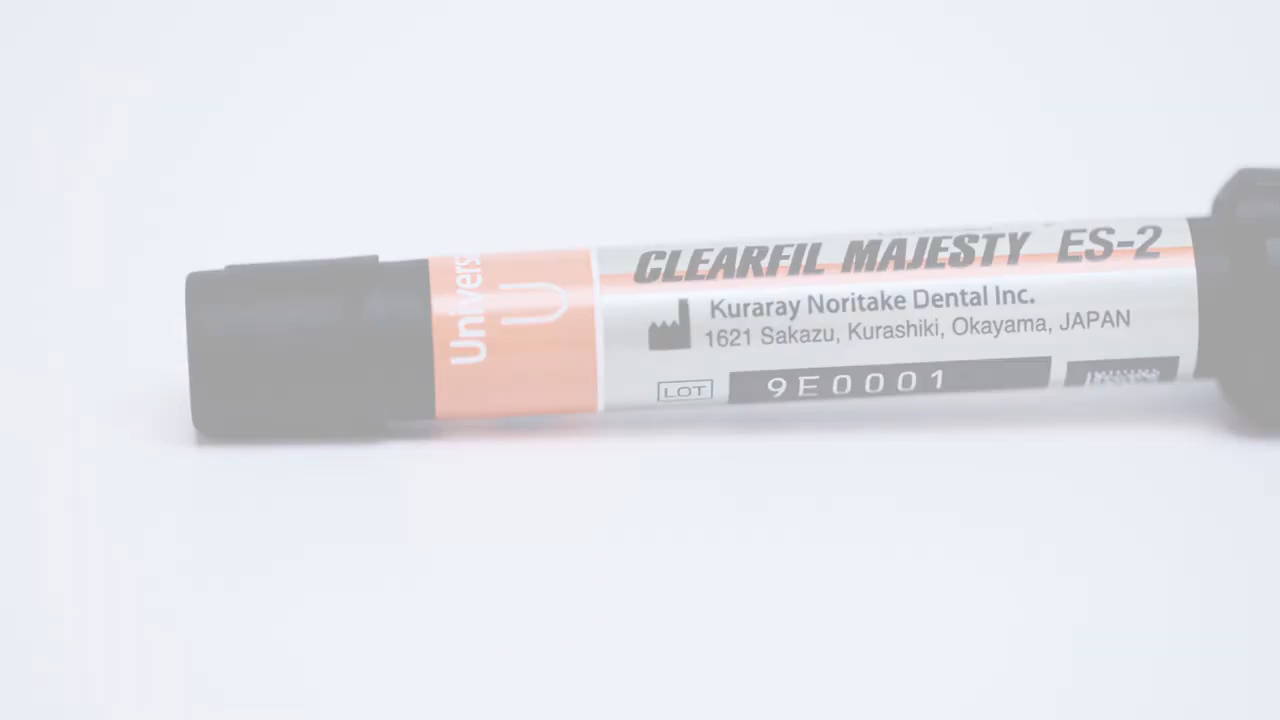 Univers
U
CLEARFIL MAJESTY ES-2
Kuraray Noritake Dental Inc.
1621 Sakazu, Kurashiki, Okayama, JAPAN
LOT 9E0001